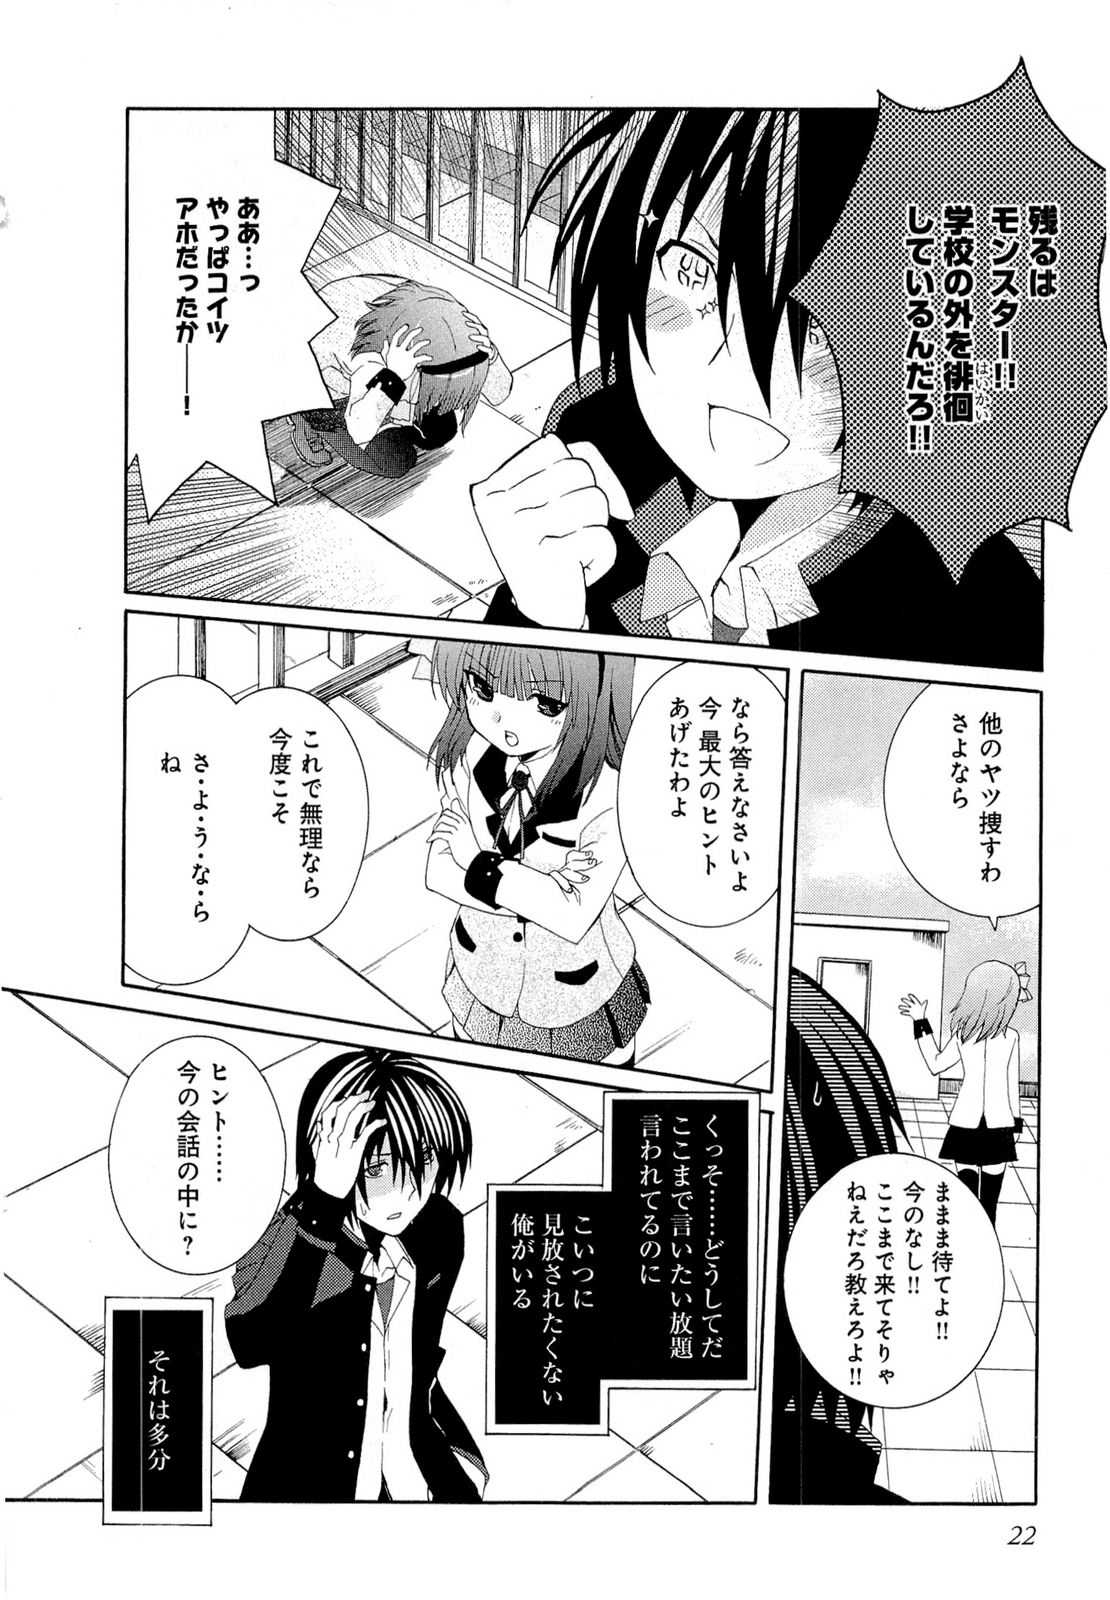 残るは
モンスター!!
学校の外を徘徊
はいかい
しているんだろ!!
ああ…っ
やっぱコイツ
アホだったか——!
他のヤツ捜すわ
さよなら
ままま待てよ!!
今のなし!!
ここまで来てそりゃ
ねぇだろ教えろよ!!
なら答えなさいよ
今 最大のヒント
あげたわよ
これで無理なら
今度こそ
さ・よ・う・な・ら
ね
くっそ……どうしてだ
ここまで言いたい放題
言われてるのに
こいつに
見放されたくない
俺がいる
ヒント……
今の会話の中に?
それは多分
22